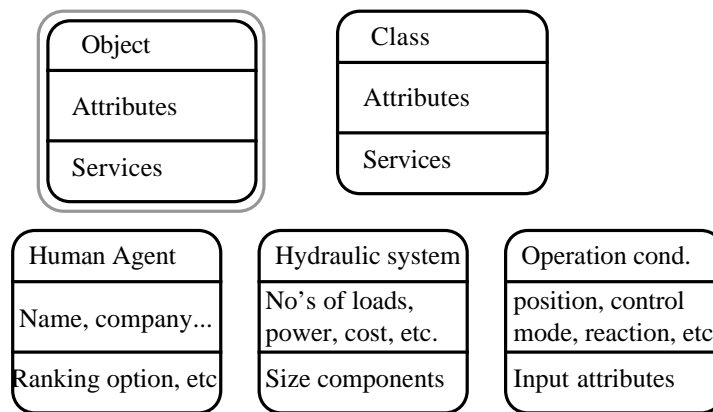 Object
Attributes
Services
Class
Attributes
Services
Human Agent
Name, company...
Ranking option, etc
Hydraulic system
No's of loads,
power, cost, etc.
Size components
Operation cond.
position, control
mode, reaction, etc
Input attributes